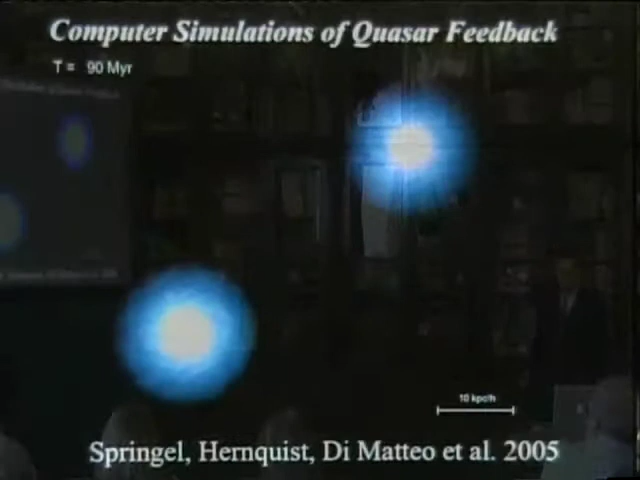 Computer Simulations of Quasar Feedback
T = 90 Myr
10 kpc/h
Springel, Hernquist, Di Matteo et al. 2005